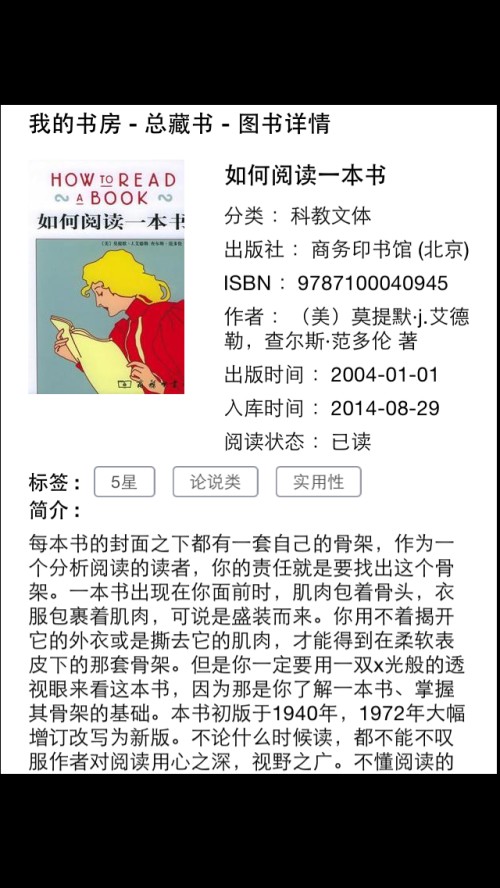 我的书房 - 总藏书 - 图书详情
HOW TO READ
A BOOK
如何阅读一本书
如何阅读一本书
分类： 科教文体
出版社： 商务印书馆 (北京)
ISBN： 9787100040945
作者： （美）莫提默·j.艾德
勒，查尔斯·范多伦 著
出版时间： 2004-01-01
入库时间： 2014-08-29
阅读状态： 已读
标签： 5星 论说类 实用性
简介：
每本书的封面之下都有一套自己的骨架，作为一
个分析阅读的读者，你的责任就是要找出这个骨
架。一本书出现在你面前时，肌肉包着骨头，衣
服包裹着肌肉，可说是盛装而来。你用不着揭开
它的外衣或是撕去它的肌肉，才能得到在柔软表
皮下的那套骨架。但是你一定要用一双x光般的透
视眼来看这本书，因为那是你了解一本书、掌握
其骨架的基础。本书初版于1940年，1972年大幅
增订改写为新版。不论什么时候读，都不能不叹
服作者对阅读用心之深，视野之广。不懂阅读的